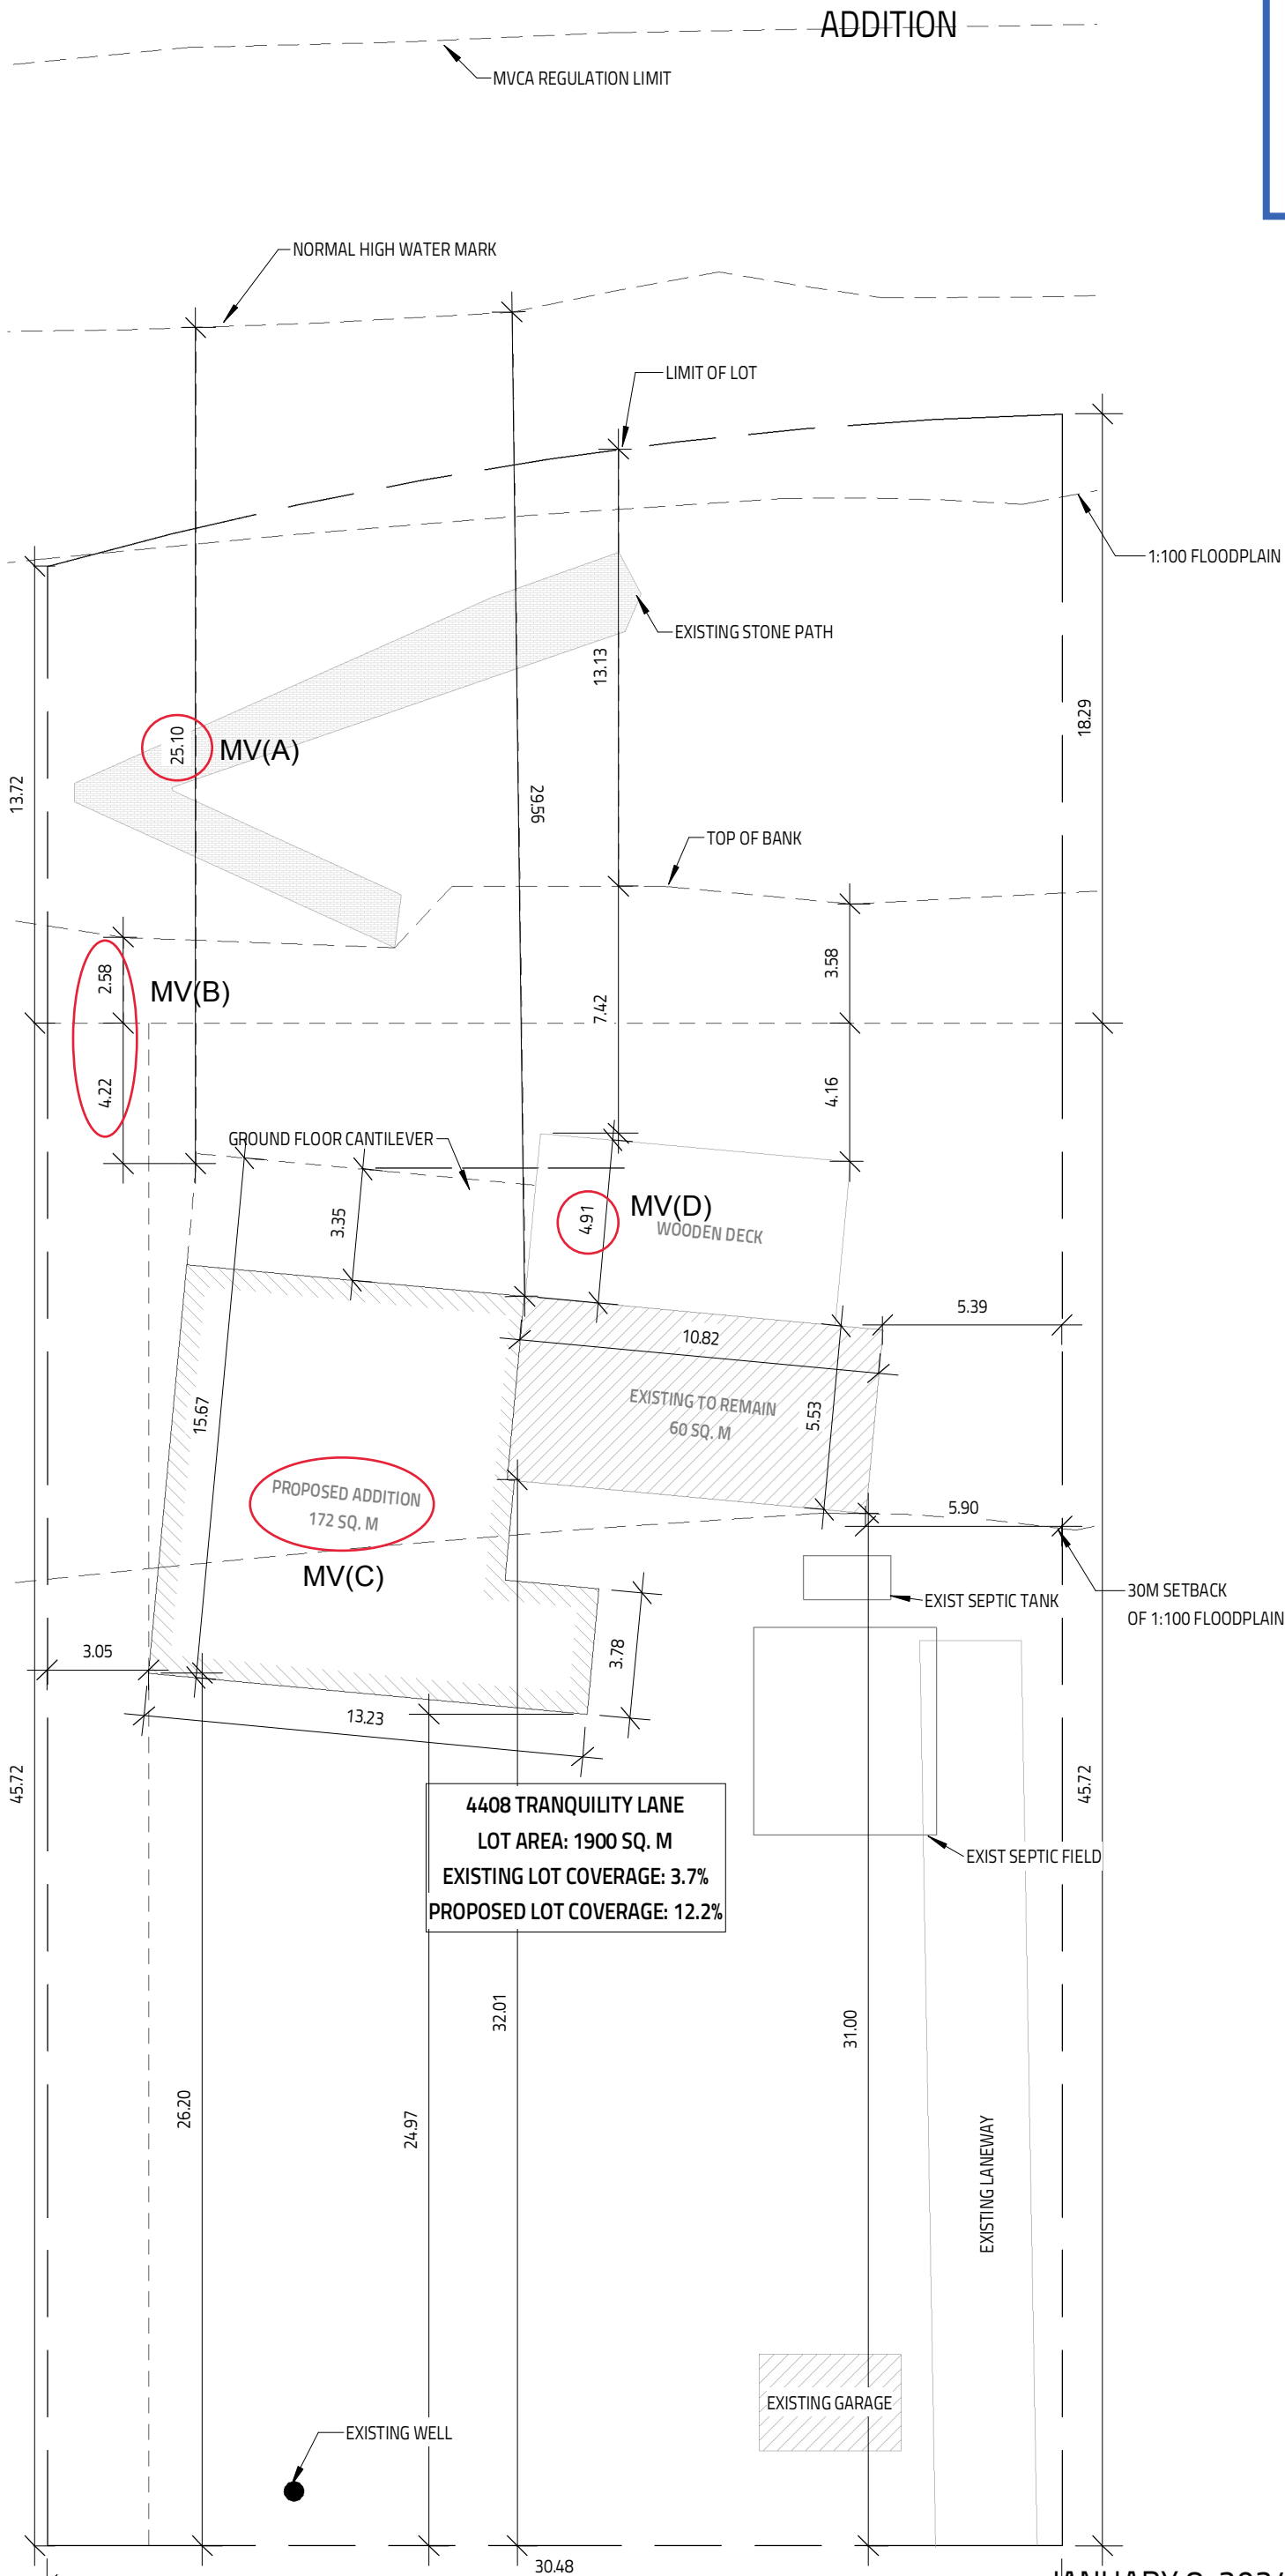 ADDITION
MVCA REGULATION LIMIT
NORMAL HIGH WATER MARK
LIMIT OF LOT
1:100 FLOODPLAIN
EXISTING STONE PATH
13.13
18.29
25.10
MV(A)
13.72
29.56
TOP OF BANK
2.58
MV(B)
3.58
7.42
4.22
4.16
GROUND FLOOR CANTILEVER
3.35
4.91
MV(D)
WOODEN DECK
5.39
10.82
EXISTING TO REMAIN
60 SQ. M
15.67
5.53
PROPOSED ADDITION
172 SQ. M
5.90
MV(C)
30M SETBACK
OF 1:100 FLOODPLAIN
EXIST SEPTIC TANK
3.05
3.78
13.23
45.72
45.72
4408 TRANQUILITY LANE
LOT AREA: 1900 SQ. M
EXISTING LOT COVERAGE: 3.7%
PROPOSED LOT COVERAGE: 12.2%
EXIST SEPTIC FIELD
32.01
31.00
26.20
24.97
EXISTING LANEWAY
EXISTING GARAGE
EXISTING WELL
30.48